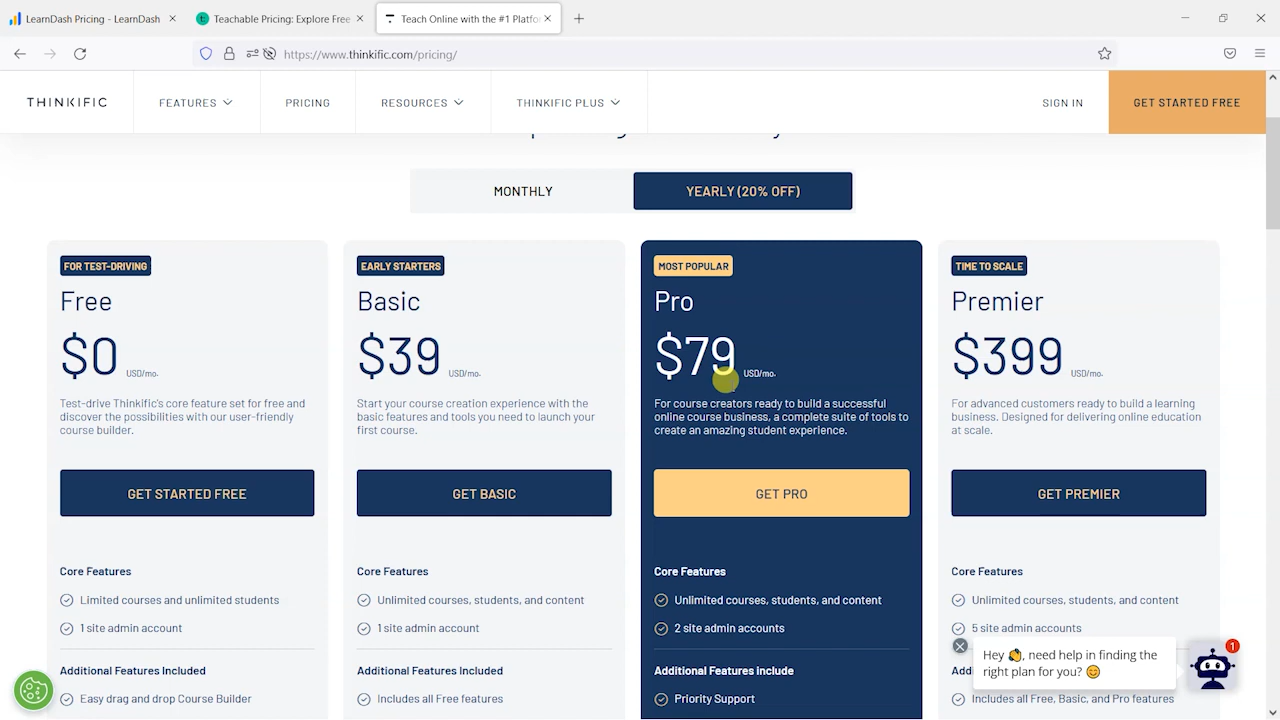 LearnDash Pricing - LearnDash
Teachable Pricing: Explore Free
Teach Online with the #1 Platfo
https://www.thinkific.com/pricing/
THINKIFIC
FEATURES
PRICING
RESOURCES
THINKIFIC PLUS
SIGN IN
GET STARTED FREE
MONTHLY
YEARLY (20% OFF)
FOR TEST-DRIVING
Free
$0 USD/mo.
Test-drive Thinkific's core feature set for free and
discover the possibilities with our user-friendly
course builder.
GET STARTED FREE
Core Features
Limited courses and unlimited students
1 site admin account
Additional Features Included
Easy drag and drop Course Builder
EARLY STARTERS
Basic
$39 USD/mo.
Start your course creation experience with the
basic features and tools you need to launch your
first course.
GET BASIC
Core Features
Unlimited courses, students, and content
1 site admin account
Additional Features Included
Includes all Free features
MOST POPULAR
Pro
$79 USD/mo.
For course creators ready to build a successful
online course business, a complete suite of tools to
create an amazing student experience.
GET PRO
Core Features
Unlimited courses, students, and content
2 site admin accounts
Additional Features include
Priority Support
TIME TO SCALE
Premier
$399 USD/mo.
For advanced customers ready to build a learning
business. Designed for delivering online education
at scale.
GET PREMIER
Core Features
Unlimited courses, students, and content
5 site admin accounts
Includes all Free, Basic, and Pro features
Hey 👋, need help in finding the
right plan for you? 😊
1